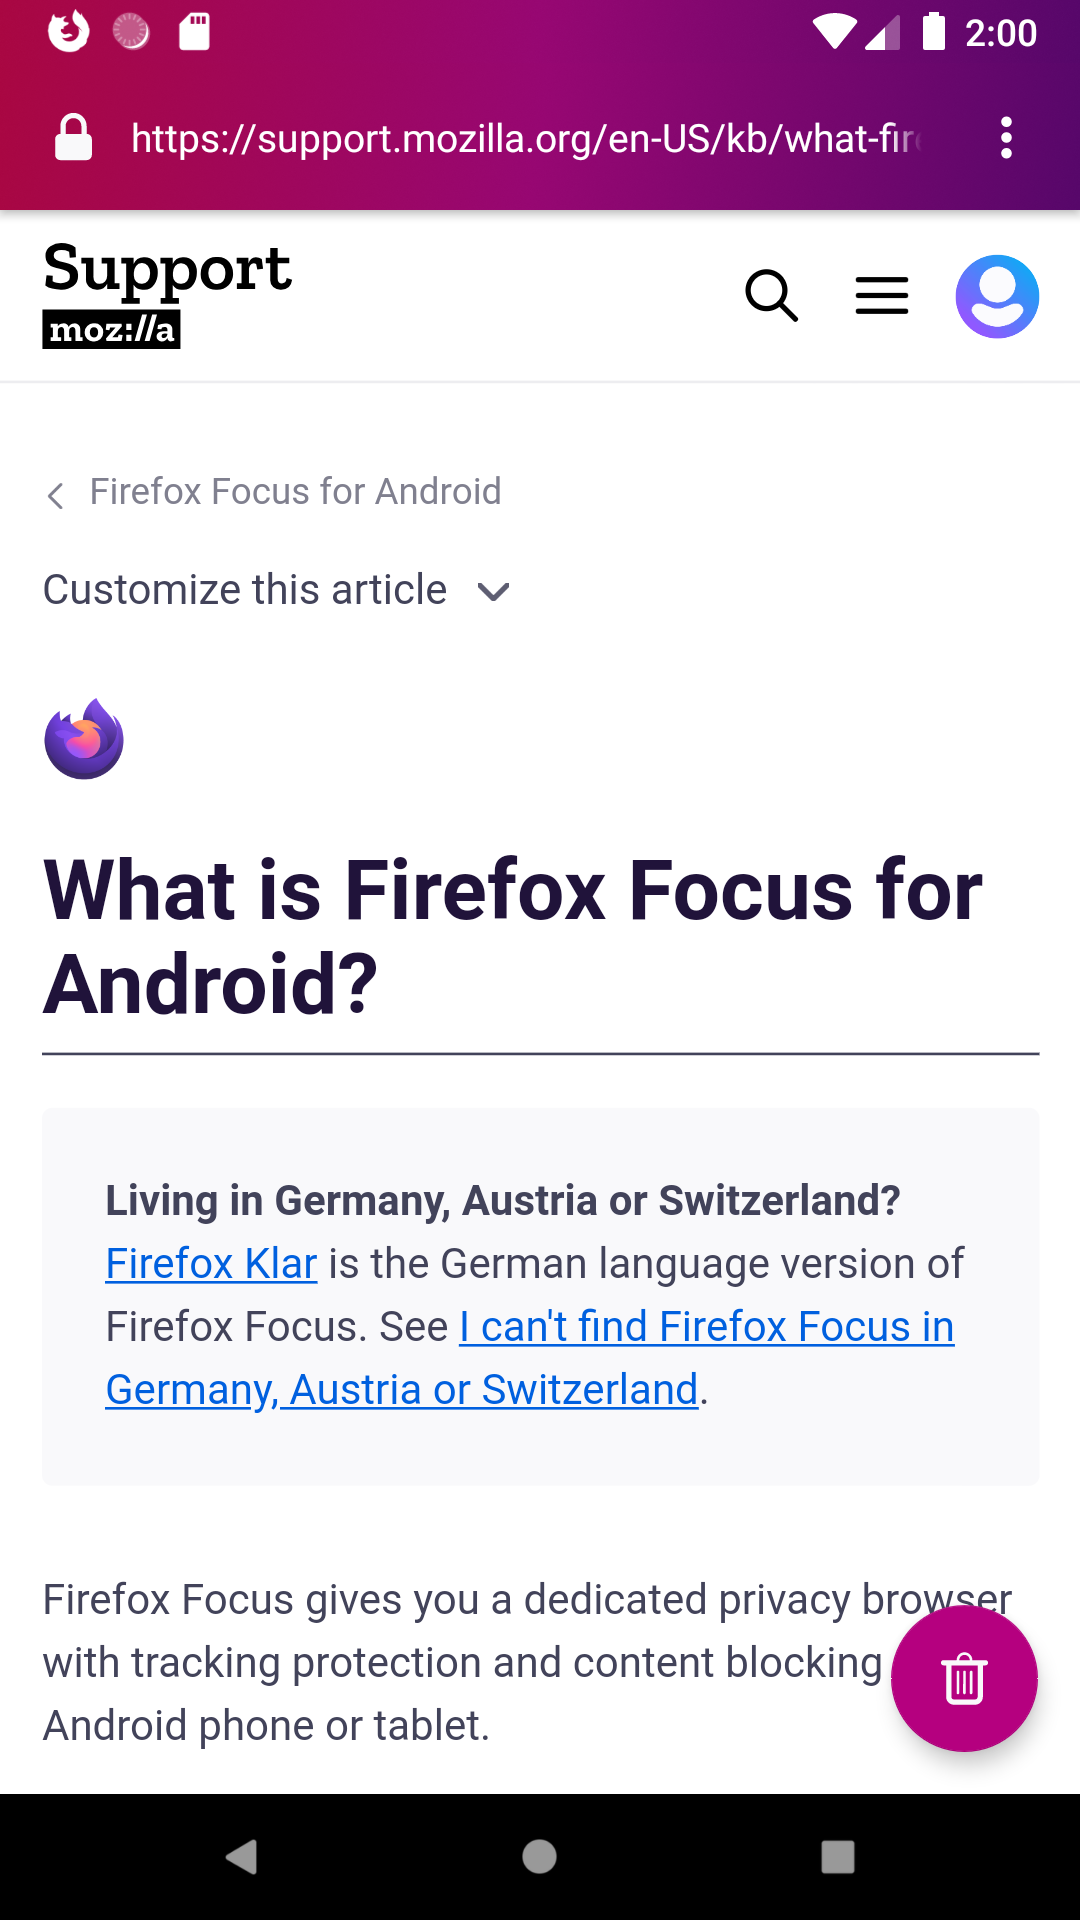 2:00
https://support.mozilla.org/en-US/kb/what-fir
Support
moz://a
Firefox Focus for Android
Customize this article
What is Firefox Focus for
Android?
Living in Germany, Austria or Switzerland?
Firefox Klar is the German language version of
Firefox Focus. See I can't find Firefox Focus in
Germany, Austria or Switzerland.
Firefox Focus gives you a dedicated privacy browser
with tracking protection and content blocking
Android phone or tablet.